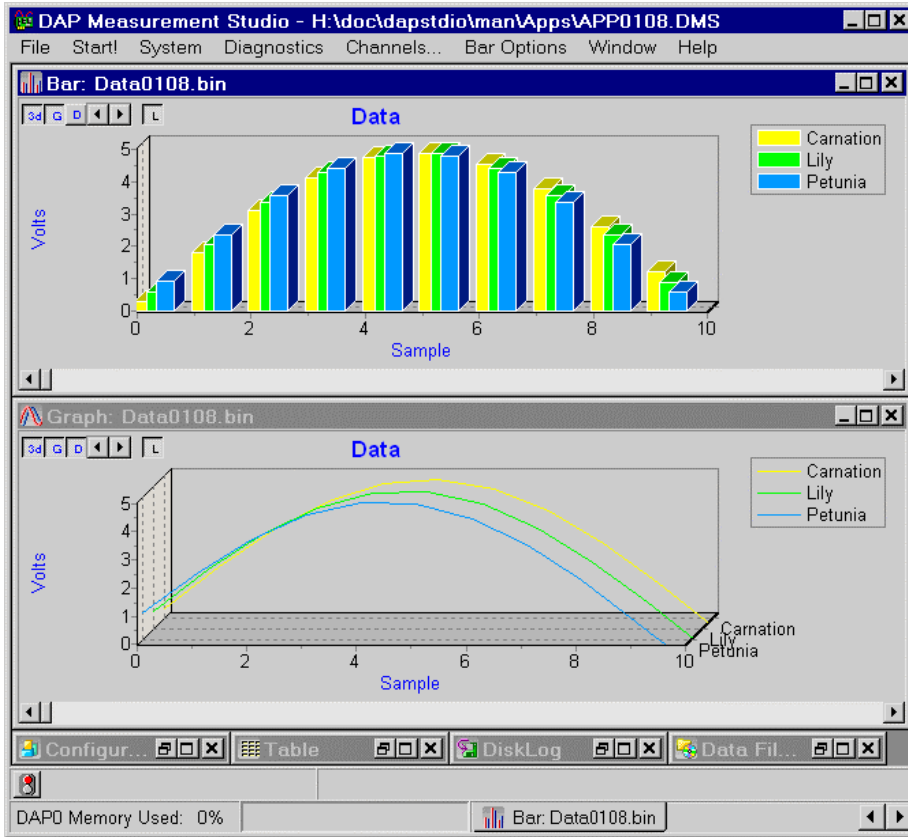 DAP Measurement Studio - H:\doc\dapstdio\man\Apps\APP0108.DMS
File Start! System Diagnostics Channels... Bar Options Window Help
Bar: Data0108.bin
3d G D L
Data
Carnation
Lily
Petunia
Volts
5
4
3
2
1
0
0 2 4 6 8 10
Sample
Graph: Data0108.bin
3d G D L
Data
Carnation
Lily
Petunia
Volts
5
4
3
2
1
0
0 2 4 6 8 10
Carnation
Lily
Petunia
Sample
Configur... Table DiskLog Data Fil...
DAP0 Memory Used: 0% Bar: Data0108.bin